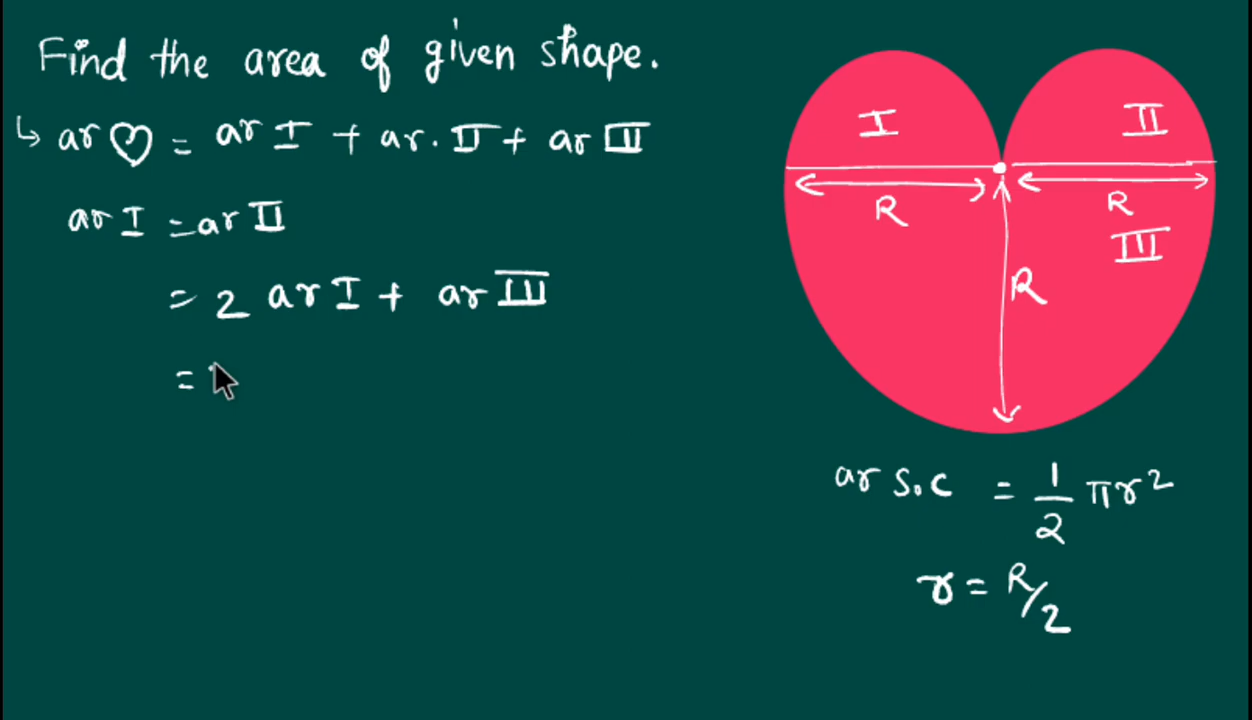 Find the area of given shape.
↳ ar ♡ = ar I + ar. II + ar III
ar I = ar II
= 2 ar I + ar III
=
I
II
R
R
III
R
ar S.C = 1/2 πr²
r = R/2